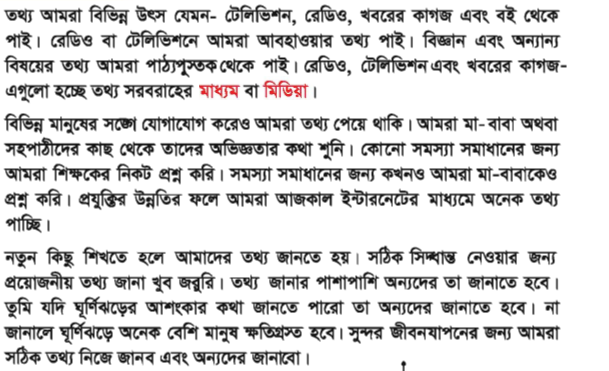 তথ্য আমরা বিভিন্ন উৎস যেমন- টেলিভিশন, রেডিও, খবরের কাগজ এবং বই থেকে
পাই। রেডিও বা টেলিভিশনে আমরা আবহাওয়ার তথ্য পাই। বিজ্ঞান এবং অন্যান্য
বিষয়ের তথ্য আমরা পাঠ্যপুস্তক থেকে পাই। রেডিও, টেলিভিশন এবং খবরের কাগজ-
এগুলো হচ্ছে তথ্য সরবরাহের মাধ্যম বা মিডিয়া।
বিভিন্ন মানুষের সঙ্গে যোগাযোগ করেও আমরা তথ্য পেয়ে থাকি। আমরা মা-বাবা অথবা
সহপাঠীদের কাছ থেকে তাদের অভিজ্ঞতার কথা শুনি। কোনো সমস্যা সমাধানের জন্য
আমরা শিক্ষকের নিকট প্রশ্ন করি। সমস্যা সমাধানের জন্য কখনও আমরা মা-বাবাকেও
প্রশ্ন করি। প্রযুক্তির উন্নতির ফলে আমরা আজকাল ইন্টারনেটের মাধ্যমে অনেক তথ্য
পাচ্ছি।
নতুন কিছু শিখতে হলে আমাদের তথ্য জানতে হয়। সঠিক সিদ্ধান্ত নেওয়ার জন্য
প্রয়োজনীয় তথ্য জানা খুব জরুরি। তথ্য জানার পাশাপাশি অন্যদের তা জানাতে হবে।
তুমি যদি ঘূর্ণিঝড়ের আশংকার কথা জানতে পারো তা অন্যদের জানাতে হবে। না
জানালে ঘূর্ণিঝড়ে অনেক বেশি মানুষ ক্ষতিগ্রস্ত হবে। সুন্দর জীবনযাপনের জন্য আমরা
সঠিক তথ্য নিজে জানব এবং অন্যদের জানাবো।